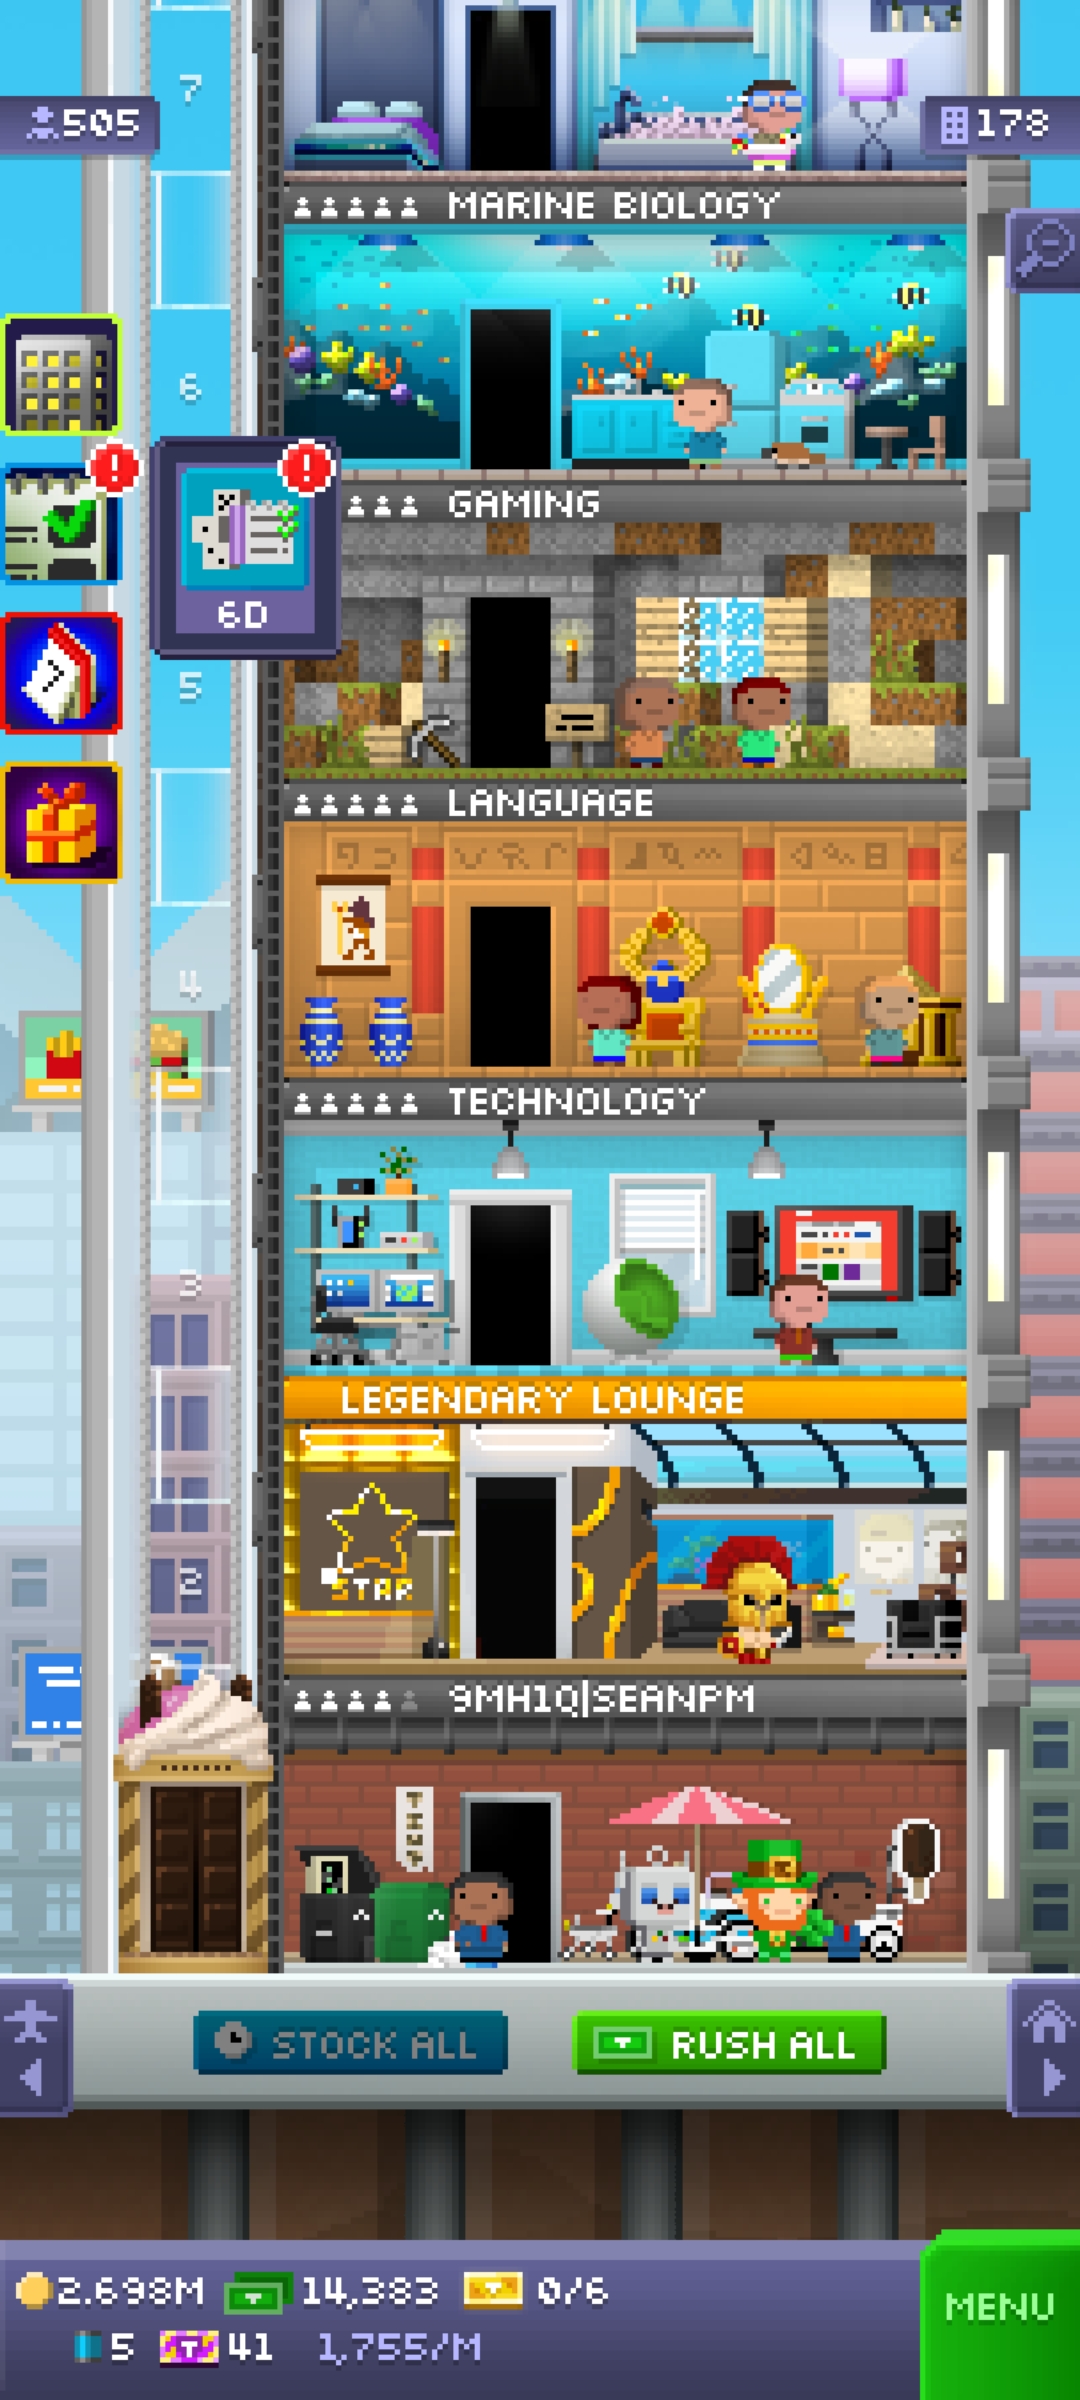 7
505
178
MARINE BIOLOGY
6
GAMING
6D
5
LANGUAGE
4
TECHNOLOGY
3
LEGENDARY LOUNGE
STAR
2
9MH1Q|SEANPM
TINY
STOCK ALL
RUSH ALL
2.698M 14,383 0/6
5 41 1,755/M
MENU